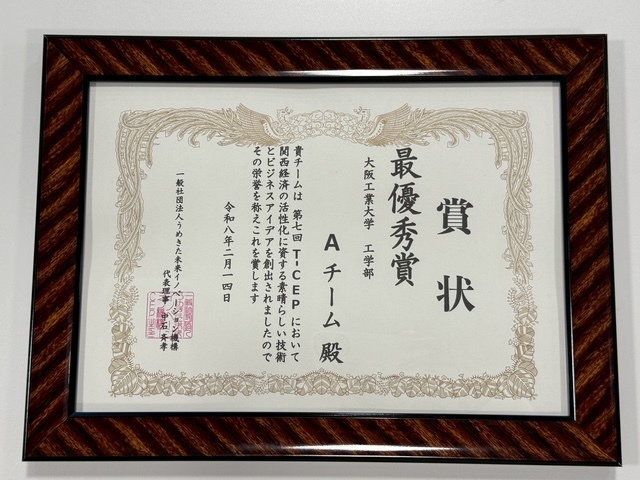 賞状
最優秀賞
大阪工業大学　工学部
Aチーム 殿
貴チームは 第七回 T-CEP において
関西経済の活性化に資する素晴らしい技術
とビジネスアイデアを創出されましたので
その栄誉を称えこれを賞します
令和八年二月一四日
一般社団法人うめきた未来イノベーション機構
代表理事